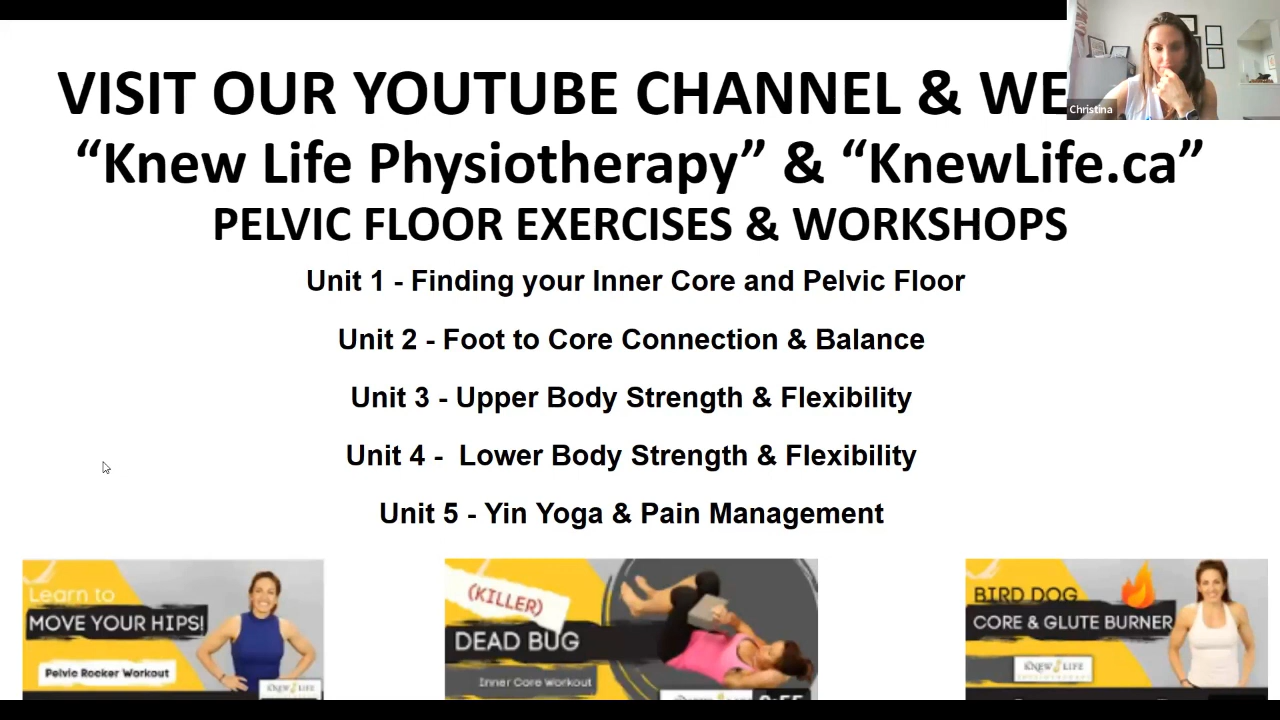 VISIT OUR YOUTUBE CHANNEL & WE
Christina
“Knew Life Physiotherapy” & “KnewLife.ca”
PELVIC FLOOR EXERCISES & WORKSHOPS
Unit 1 - Finding your Inner Core and Pelvic Floor
Unit 2 - Foot to Core Connection & Balance
Unit 3 - Upper Body Strength & Flexibility
Unit 4 -  Lower Body Strength & Flexibility
Unit 5 - Yin Yoga & Pain Management
Learn to
MOVE YOUR HIPS!
Pelvic Rocker Workout
KNEW LIFE
(KILLER)
DEAD BUG
Inner Core Workout
BIRD DOG
CORE & GLUTE BURNER
KNEW LIFE